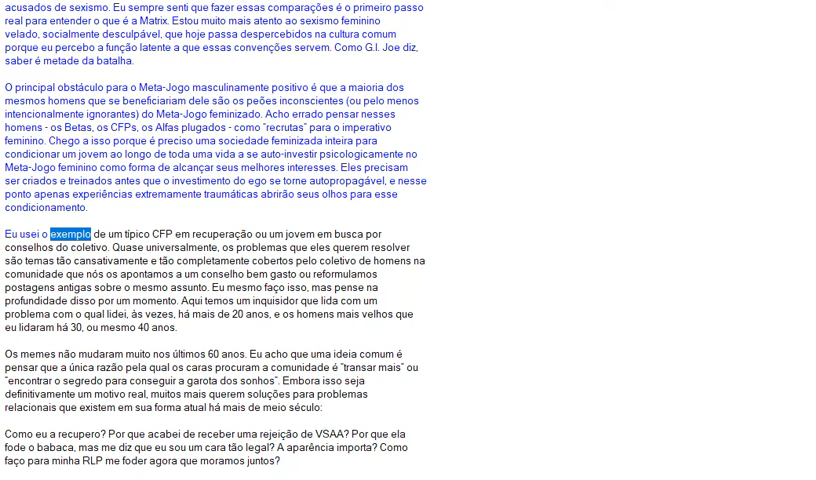 acusados de sexismo. Eu sempre senti que fazer essas comparações é o primeiro passo
real para entender o que é a Matrix. Estou muito mais atento ao sexismo feminino
velado, socialmente desculpável, que hoje passa despercebidos na cultura comum
porque eu percebo a função latente a que essas convenções servem. Como G.I. Joe diz,
saber é metade da batalha.
O principal obstáculo para o Meta-Jogo masculinamente positivo é que a maioria dos
mesmos homens que se beneficiariam dele são os peões inconscientes (ou pelo menos
intencionalmente ignorantes) do Meta-Jogo feminizado. Acho errado pensar nesses
homens - os Betas, os CFPs, os Alfas plugados - como "recrutas" para o imperativo
feminino. Chego a isso porque é preciso uma sociedade feminizada inteira para
condicionar um jovem ao longo de toda uma vida a se auto-investir psicologicamente no
Meta-Jogo feminino como forma de alcançar seus melhores interesses. Eles precisam
ser criados e treinados antes que o investimento do ego se torne autopropagável, e nesse
ponto apenas experiências extremamente traumáticas abrirão seus olhos para esse
condicionamento.
Eu usei o exemplo de um típico CFP em recuperação ou um jovem em busca por
conselhos do coletivo. Quase universalmente, os problemas que eles querem resolver
são temas tão cansativamente e tão completamente cobertos pelo coletivo de homens na
comunidade que nós os apontamos a um conselho bem gasto ou reformulamos
postagens antigas sobre o mesmo assunto. Eu mesmo faço isso, mas pense na
profundidade disso por um momento. Aqui temos um inquisidor que lida com um
problema com o qual lidei, às vezes, há mais de 20 anos, e os homens mais velhos que
eu lidaram há 30, ou mesmo 40 anos.
Os memes não mudaram muito nos últimos 60 anos. Eu acho que uma ideia comum é
pensar que a única razão pela qual os caras procuram a comunidade é "transar mais" ou
"encontrar o segredo para conseguir a garota dos sonhos". Embora isso seja
definitivamente um motivo real, muitos mais querem soluções para problemas
relacionais que existem em sua forma atual há mais de meio século:
Como eu a recupero? Por que acabei de receber uma rejeição de VSAA? Por que ela
fode o babaca, mas me diz que eu sou um cara tão legal? A aparência importa? Como
faço para minha RLP me foder agora que moramos juntos?